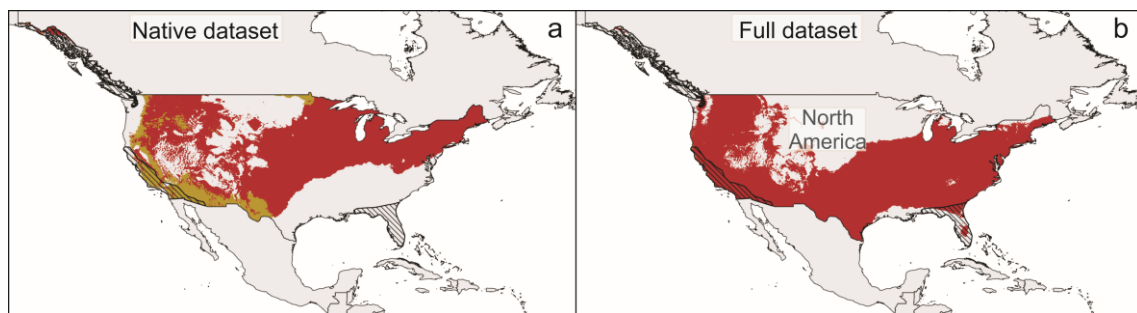 Native dataset
a
Full dataset
b
North
America